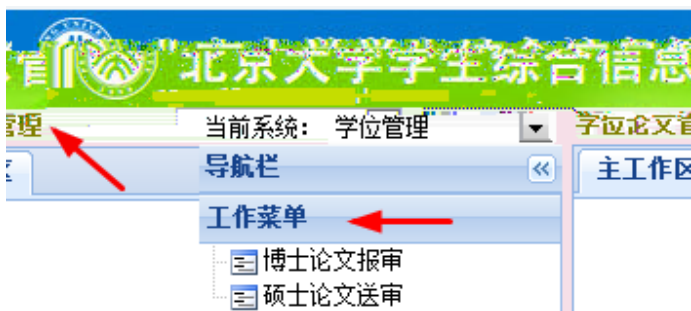 北京大学学生综合信息
管理
当前系统： 学位管理
学位论文管
导航栏
主工作区
工作菜单
博士论文报审
硕士论文送审